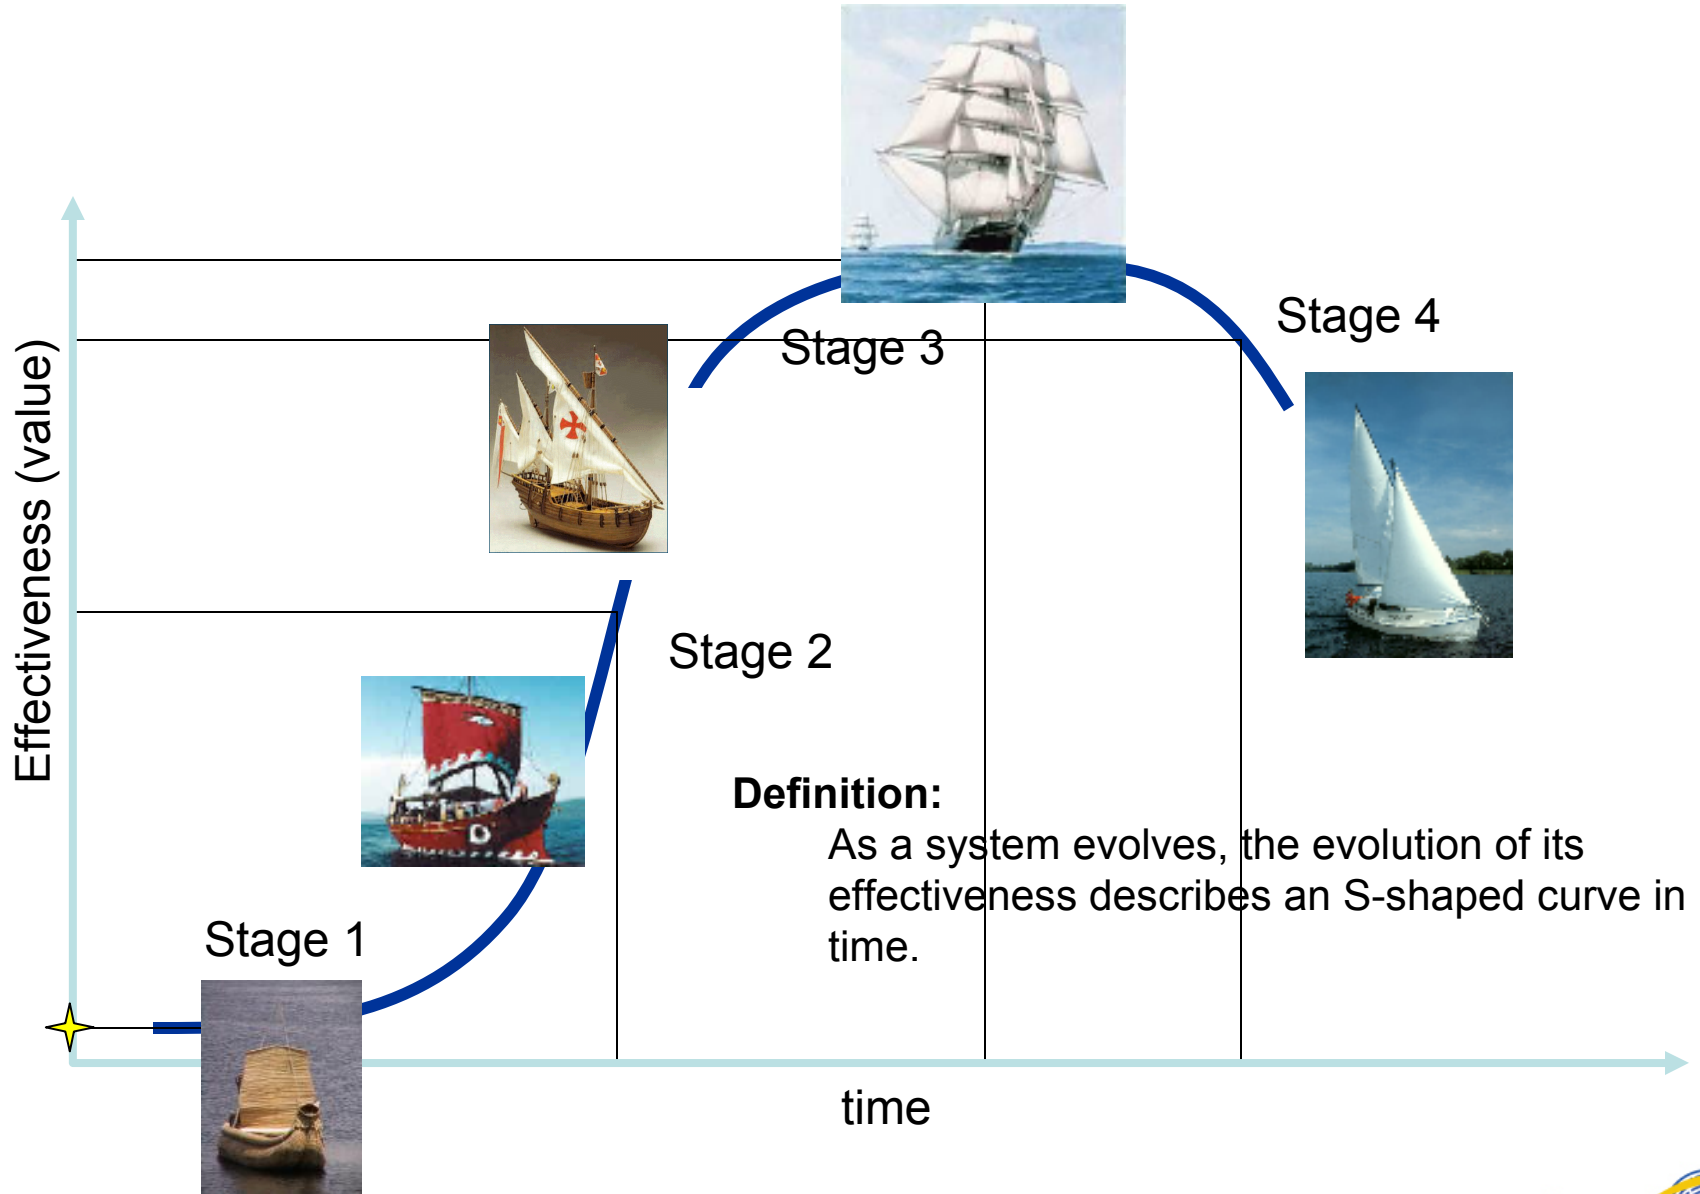 Stage 4
Stage 3
Effectiveness (value)
Stage 2
Definition:
As a system evolves, the evolution of its
effectiveness describes an S-shaped curve in
time.
Stage 1
time